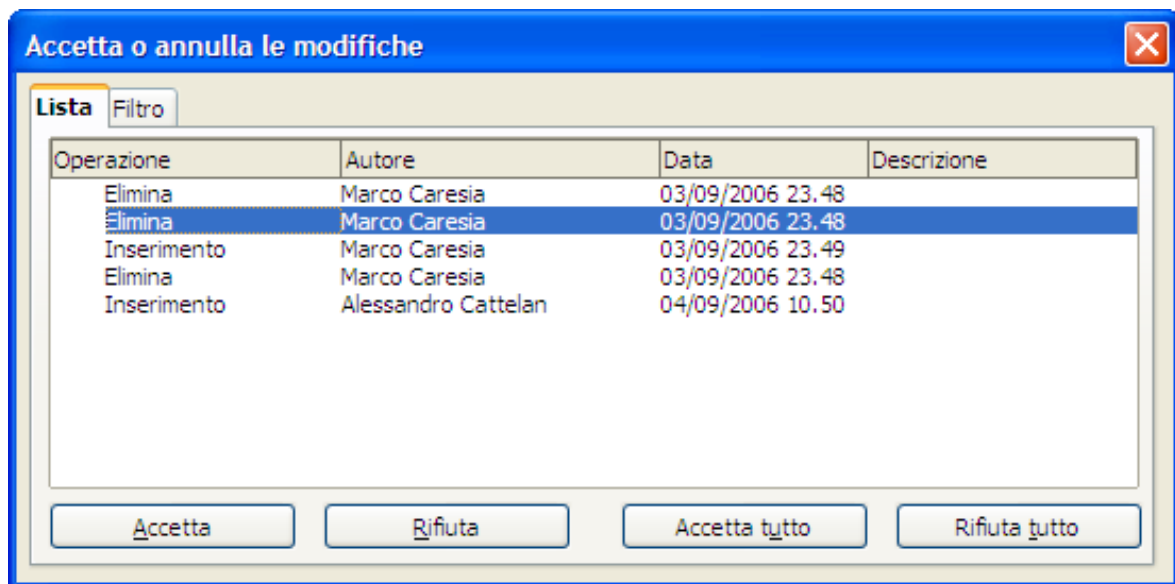 Accetta o annulla le modifiche
Lista Filtro
Operazione Autore Data Descrizione
Elimina Marco Caresia 03/09/2006 23.48
Elimina Marco Caresia 03/09/2006 23.48
Inserimento Marco Caresia 03/09/2006 23.49
Elimina Marco Caresia 03/09/2006 23.48
Inserimento Alessandro Cattelan 04/09/2006 10.50
Accetta Rifiuta Accetta tutto Rifiuta tutto